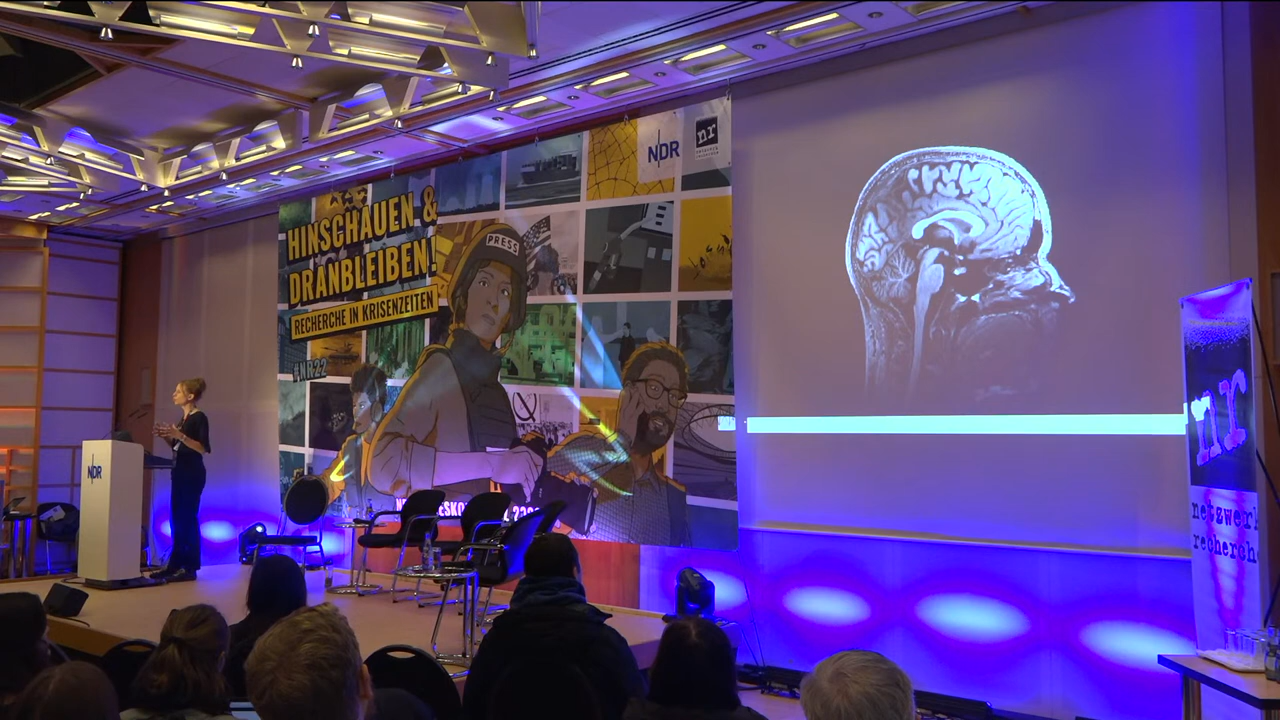 NDR
nr
HINSCHAUEN &
DRANBLEIBEN!
RECHERCHE IN KRISENZEITEN
#NR22
PRESS
NDR
nr
netzwerk
recherche